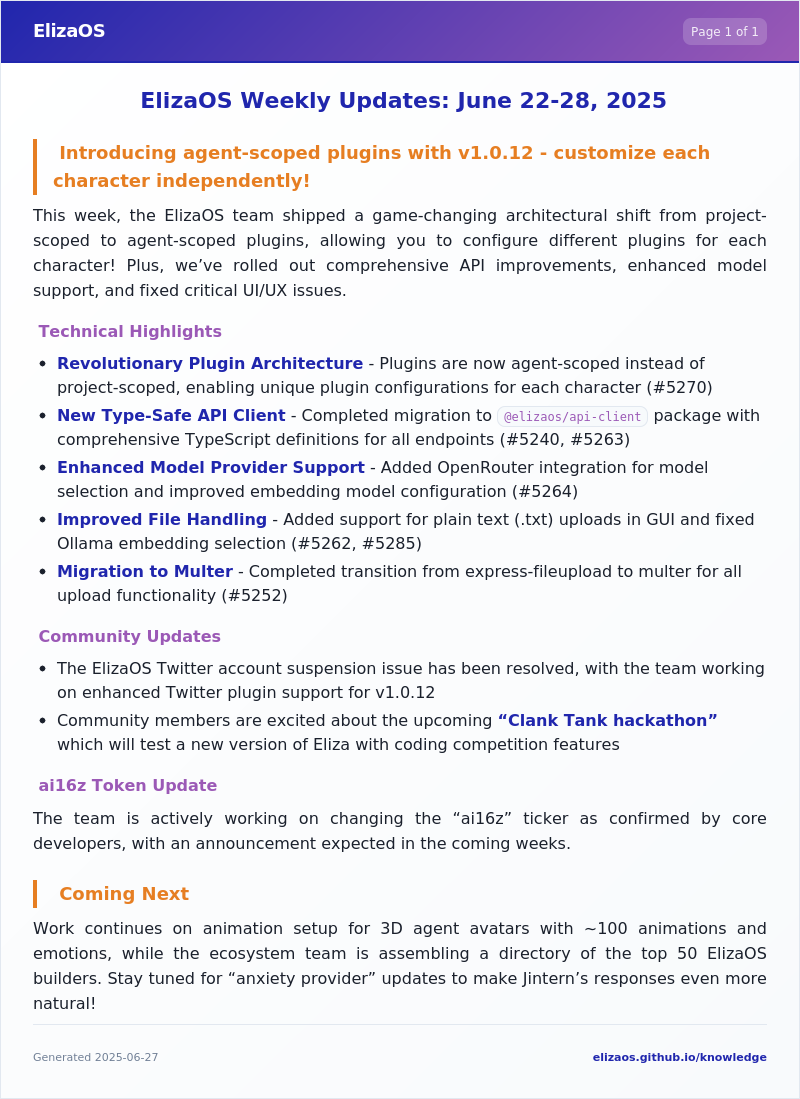 ElizaOS
Page 1 of 1
ElizaOS Weekly Updates: June 22-28, 2025
Introducing agent-scoped plugins with v1.0.12 - customize each
character independently!
This week, the ElizaOS team shipped a game-changing architectural shift from project-
scoped to agent-scoped plugins, allowing you to configure different plugins for each
character! Plus, we’ve rolled out comprehensive API improvements, enhanced model
support, and fixed critical UI/UX issues.
Technical Highlights
• Revolutionary Plugin Architecture - Plugins are now agent-scoped instead of
project-scoped, enabling unique plugin configurations for each character (#5270)
• New Type-Safe API Client - Completed migration to @elizaos/api-client package with
comprehensive TypeScript definitions for all endpoints (#5240, #5263)
• Enhanced Model Provider Support - Added OpenRouter integration for model
selection and improved embedding model configuration (#5264)
• Improved File Handling - Added support for plain text (.txt) uploads in GUI and fixed
Ollama embedding selection (#5262, #5285)
• Migration to Multer - Completed transition from express-fileupload to multer for all
upload functionality (#5252)
Community Updates
• The ElizaOS Twitter account suspension issue has been resolved, with the team working
on enhanced Twitter plugin support for v1.0.12
• Community members are excited about the upcoming “Clank Tank hackathon”
which will test a new version of Eliza with coding competition features
ai16z Token Update
The team is actively working on changing the “ai16z” ticker as confirmed by core
developers, with an announcement expected in the coming weeks.
Coming Next
Work continues on animation setup for 3D agent avatars with ~100 animations and
emotions, while the ecosystem team is assembling a directory of the top 50 ElizaOS
builders. Stay tuned for “anxiety provider” updates to make Jintern’s responses even more
natural!
Generated 2025-06-27
elizaos.github.io/knowledge